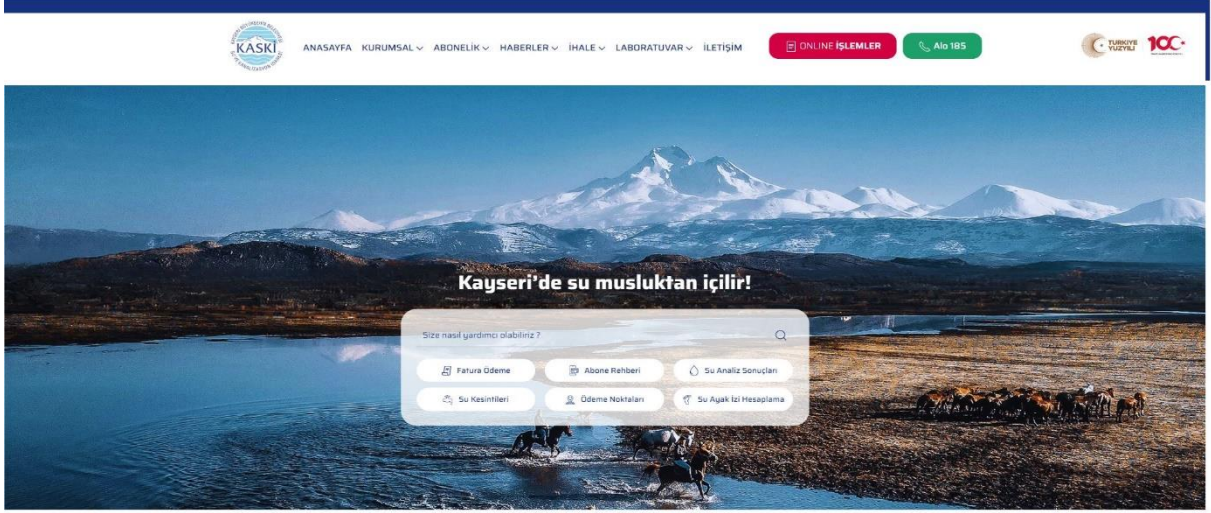 KASKİ
ANASAYFA KURUMSAL ABONELİK HABERLER İHALE LABORATUVAR İLETİŞİM
ONLINE İŞLEMLER
Alo 185
TÜRKİYE
YÜZYILI
100
Kayseri'de su musluktan içilir!
Size nasıl yardımcı olabiliriz ?
Fatura Ödeme
Abone Rehberi
Su Analiz Sonuçları
Su Kesintileri
Ödeme Noktaları
Su Ayak İzi Hesaplama